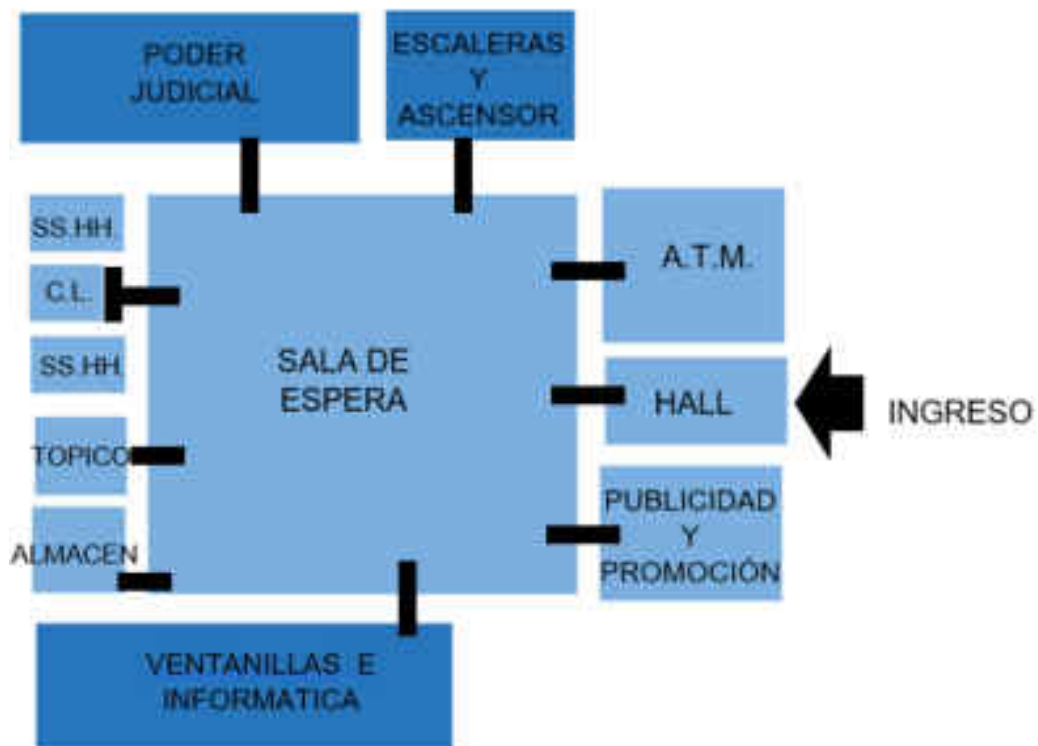 PODER
JUDICIAL
ESCALERAS
Y
ASCENSOR
SS.HH.
C.L.
SS.HH.
TOPICO
ALMACEN
SALA DE
ESPERA
A.T.M.
HALL
INGRESO
PUBLICIDAD
Y
PROMOCIÓN
VENTANILLAS E
INFORMATICA